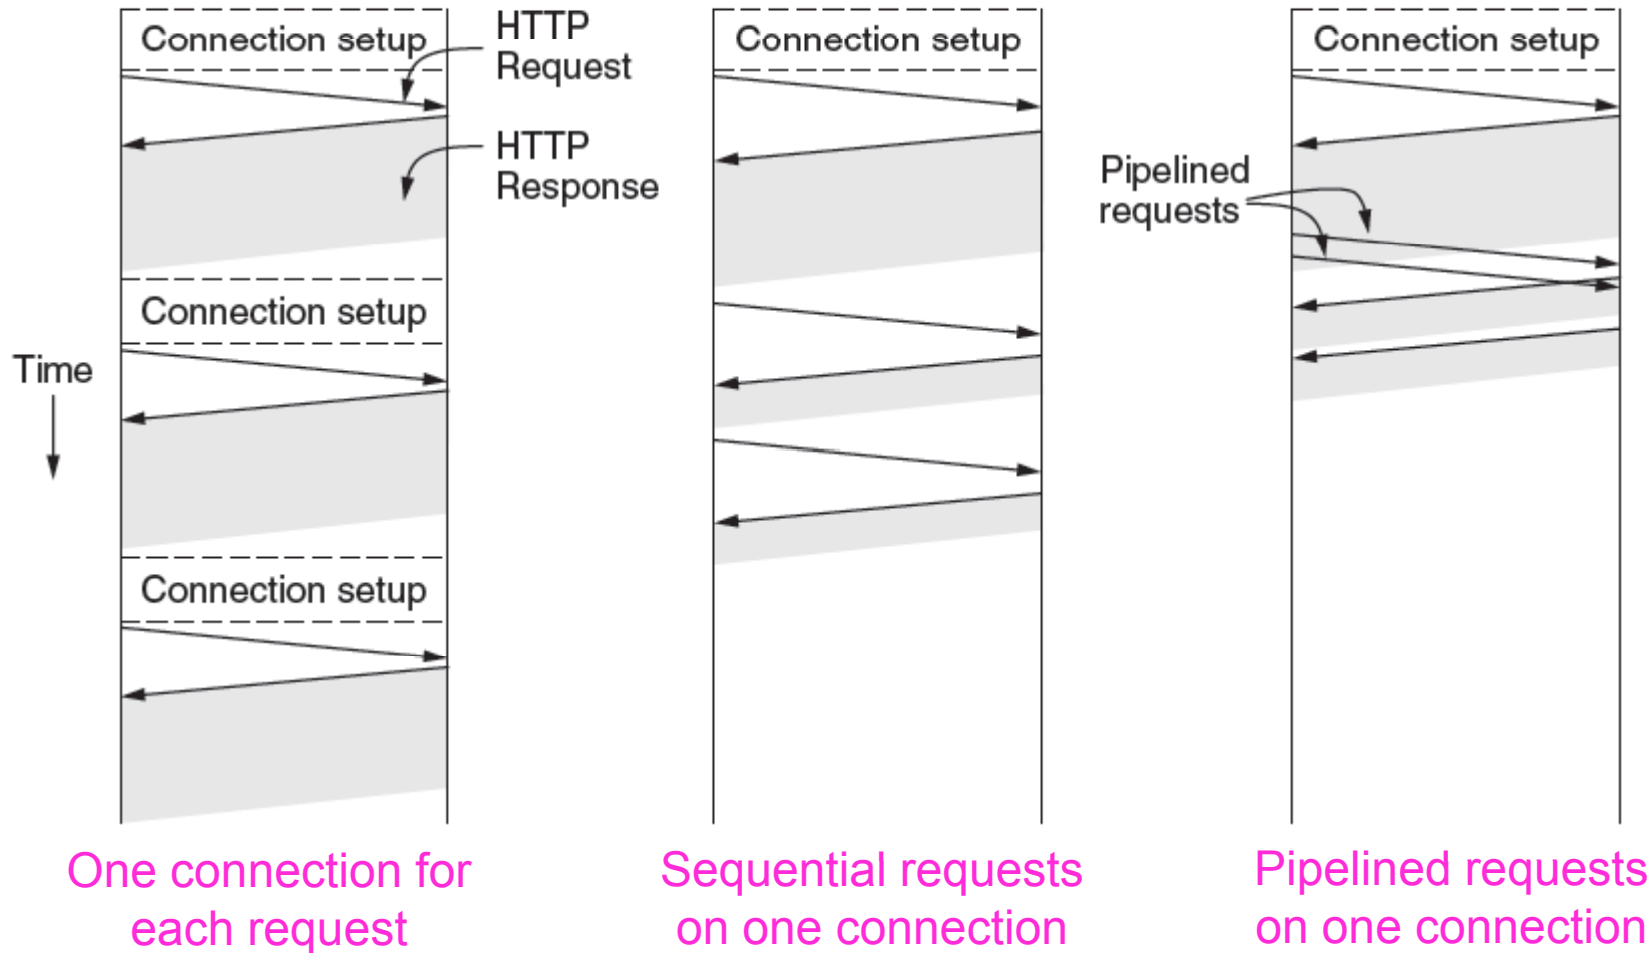 Connection setup
HTTP
Request
HTTP
Response
Connection setup
Time
Connection setup
One connection for
each request
Connection setup
Sequential requests
on one connection
Connection setup
Pipelined
requests
Pipelined requests
on one connection